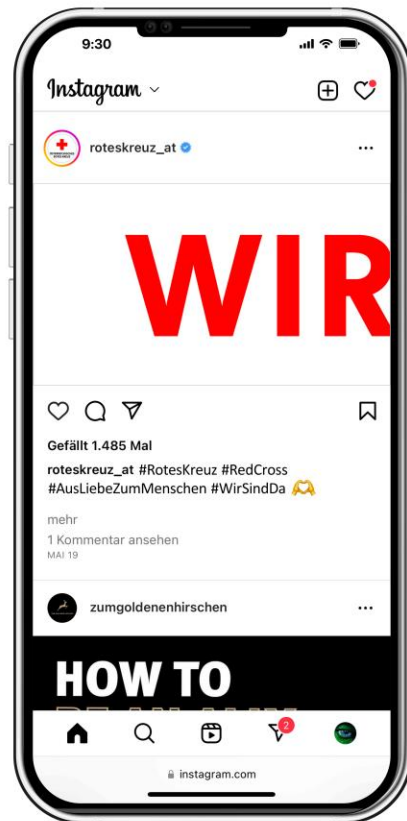 9:30
Instagram
roteskreuz_at
WIR
Gefällt 1.485 Mal
roteskreuz_at #RotesKreuz #RedCross
#AusLiebeZumMenschen #WirSindDa 🫶
mehr
1 Kommentar ansehen
MAI 19
zumgoldenenhirschen
HOW TO
2
instagram.com